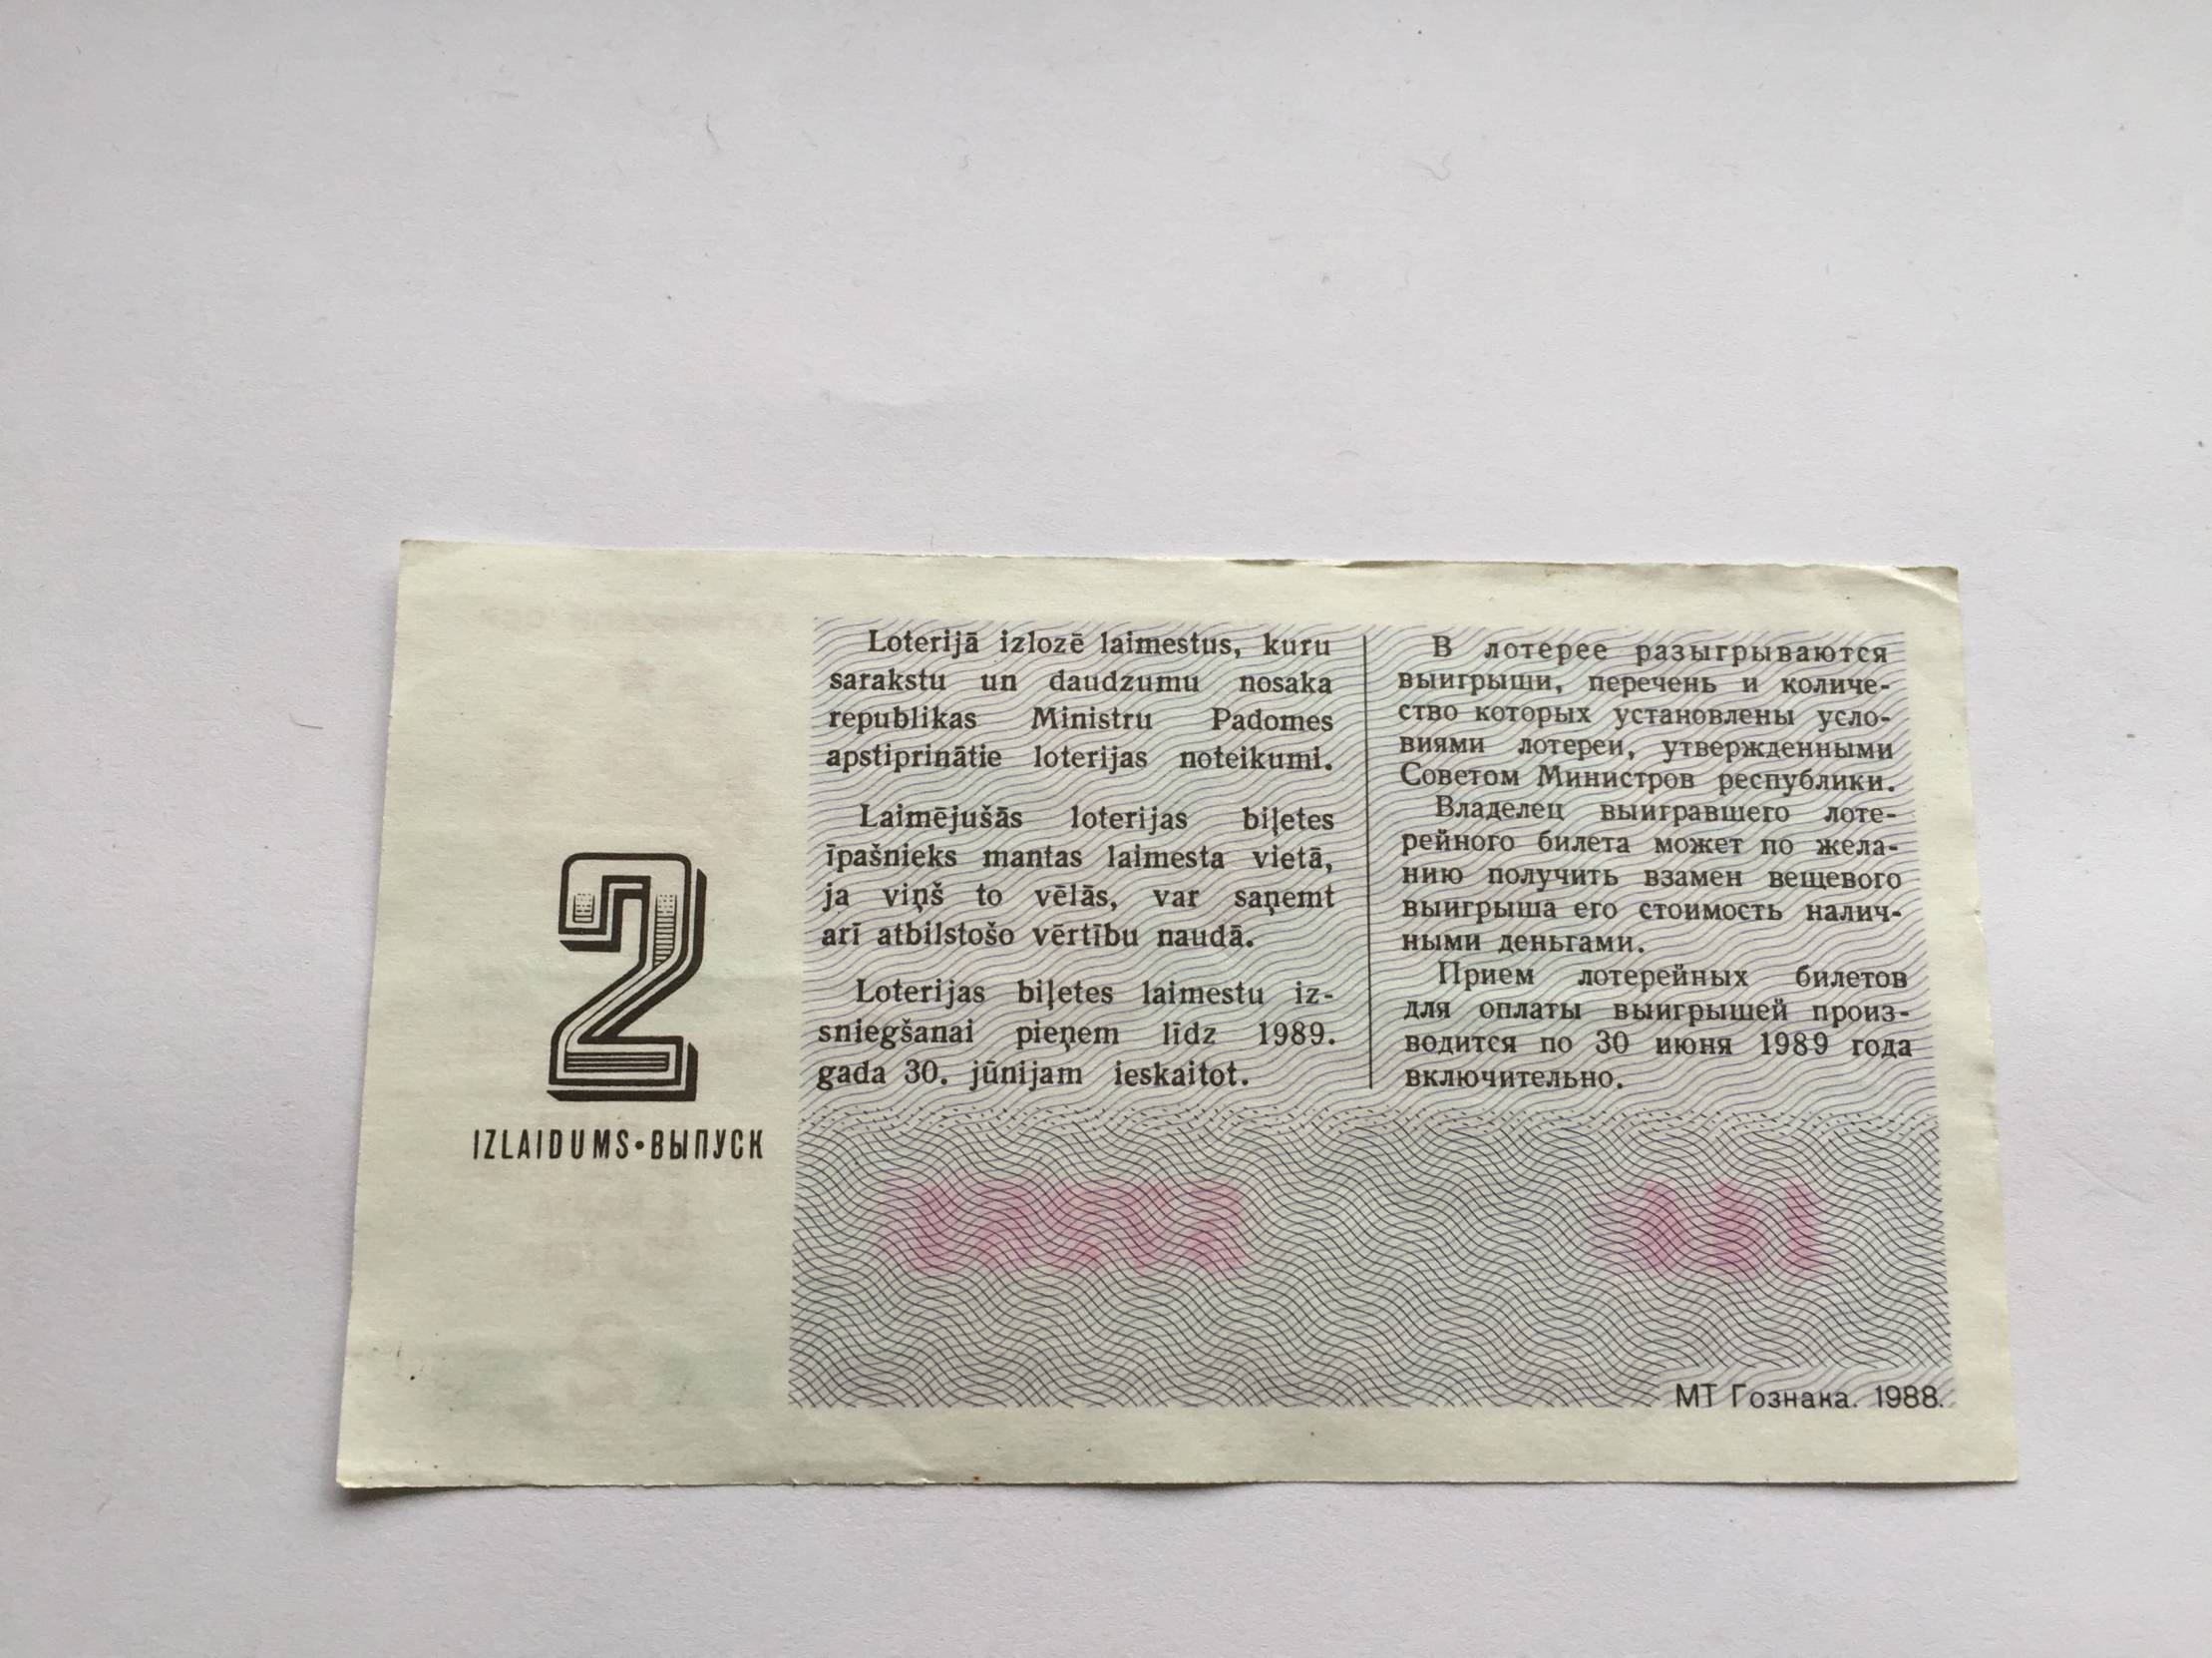 2
IZLAIDUMS•ВЫПУСК
Loterijā izlozē laimestus, kuru
sarakstu un daudzumu nosaka
republikas Ministru Padomes
apstiprinātie loterijas noteikumi.
Laimējušās loterijas biļetes
īpašnieks mantas laimesta vietā,
ja viņš to vēlās, var saņemt
arī atbilstošo vērtību naudā.
Loterijas biļetes laimestu iz-
sniegšanai pieņem līdz 1989.
gada 30. jūnijam ieskaitot.
В лотерее разыгрываются
выигрыши, перечень и количе-
ство которых установлены усло-
виями лотереи, утвержденными
Советом Министров республики.
Владелец выигравшего лоте-
рейного билета может по жела-
нию получить взамен вещевого
выигрыша его стоимость налич-
ными деньгами.
Прием лотерейных билетов
для оплаты выигрышей произ-
водится по 30 июня 1989 года
включительно.
МТ Гознака. 1988.